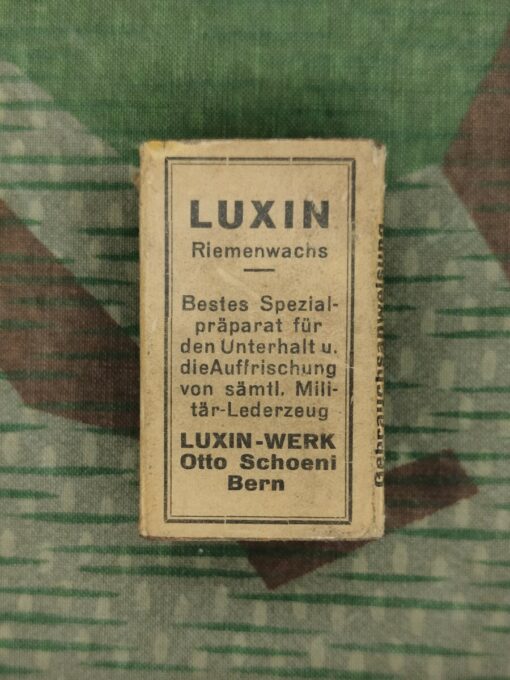 LUXIN
Riemenwachs
Bestes Spezial-
präparat für
den Unterhalt u.
dieAuffrischung
von sämtl. Mili-
tär-Lederzeug
LUXIN-WERK
Otto Schoeni
Bern
Gebrauchsanweisung